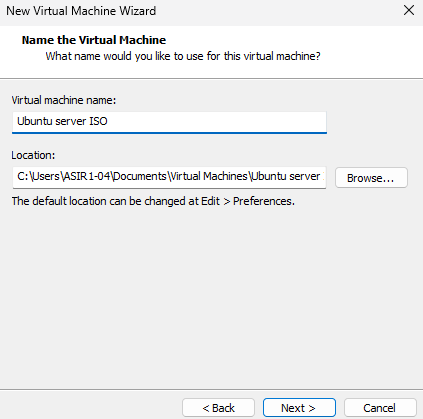 New Virtual Machine Wizard
Name the Virtual Machine
What name would you like to use for this virtual machine?
Virtual machine name:
Ubuntu server ISO
Location:
C:\Users\ASIR1-04\Documents\Virtual Machines\Ubuntu server
Browse...
The default location can be changed at Edit > Preferences.
< Back
Next >
Cancel